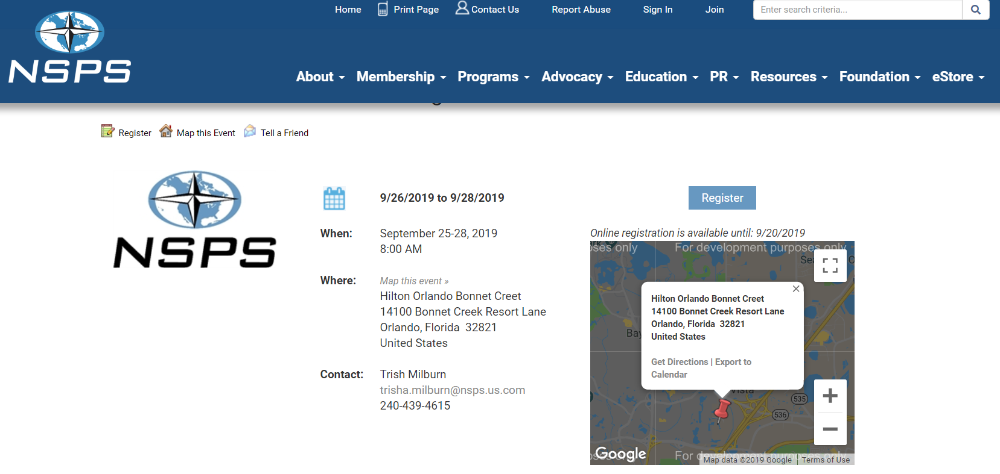 Home Print Page Contact Us Report Abuse Sign In Join Enter search criteria...
NSPS
About Membership Programs Advocacy Education PR Resources Foundation eStore
Register Map this Event Tell a Friend
NSPS
9/26/2019 to 9/28/2019
Register
When: September 25-28, 2019
8:00 AM
Where: Map this event »
Hilton Orlando Bonnet Creet
14100 Bonnet Creek Resort Lane
Orlando, Florida 32821
United States
Contact: Trish Milburn
trisha.milburn@nsps.us.com
240-439-4615
Online registration is available until: 9/20/2019
oses only For development purposes only
Hilton Orlando Bonnet Creet
14100 Bonnet Creek Resort Lane
Orlando, Florida 32821
United States
Get Directions | Export to
Calendar
Vista
535
536
Google
For development purposes only
Map data ©2019 Google Terms of Use